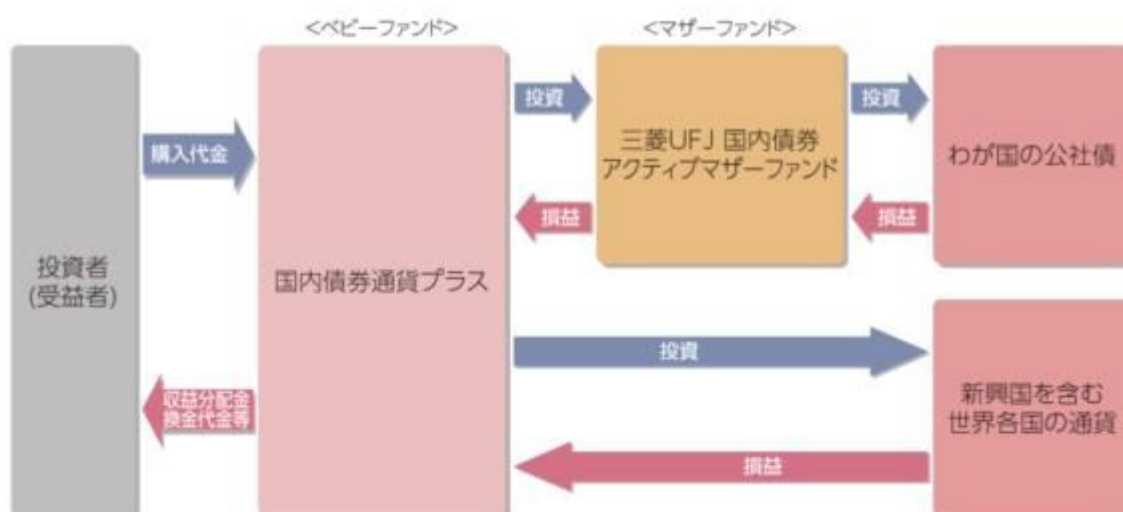 <ベビーファンド>
<マザーファンド>
投資者
(受益者)
購入代金
収益分配金
換金代金等
国内債券通貨プラス
投資
損益
三菱UFJ 国内債券
アクティブマザーファンド
投資
損益
わが国の公社債
投資
損益
新興国を含む
世界各国の通貨